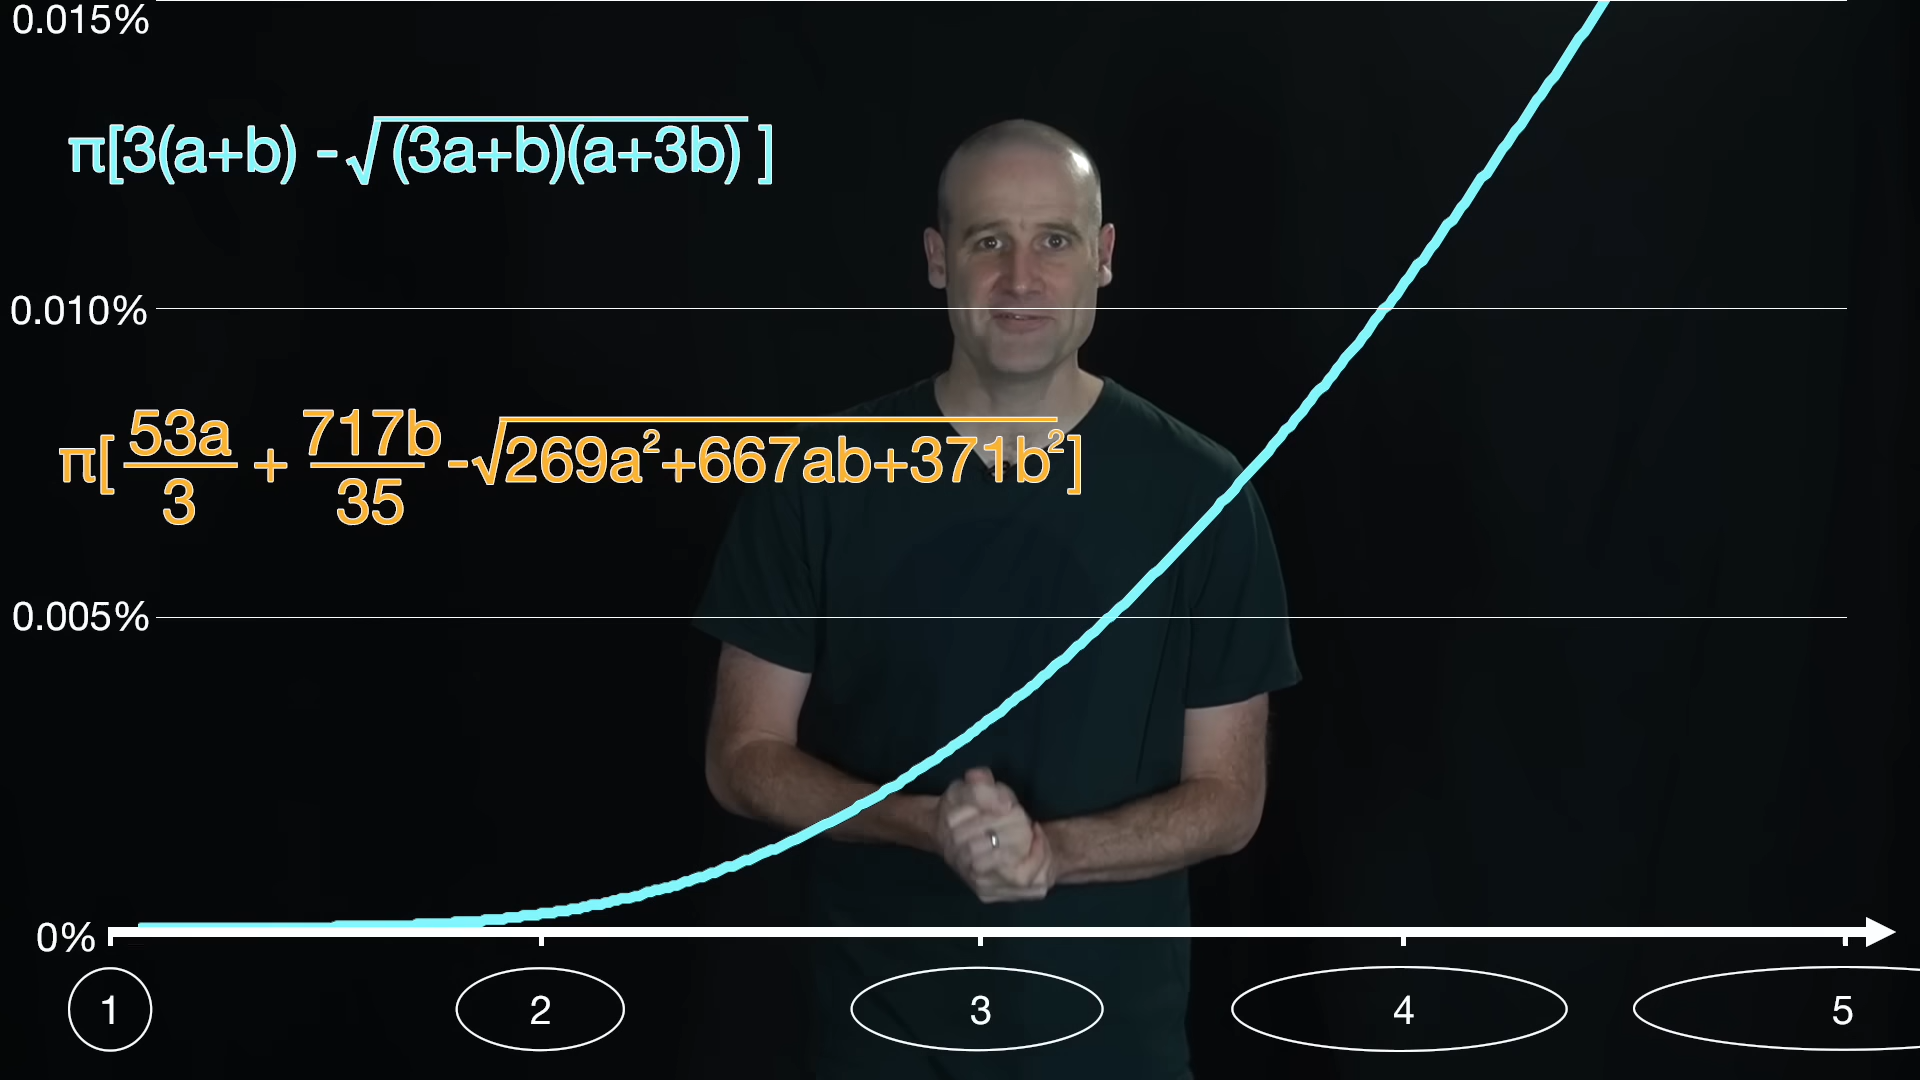 0.015%
π[3(a+b) -√(3a+b)(a+3b) ]
0.010%
π[53a/3 + 717b/35 -√269a²+667ab+371b²]
0.005%
0%
1 2 3 4 5